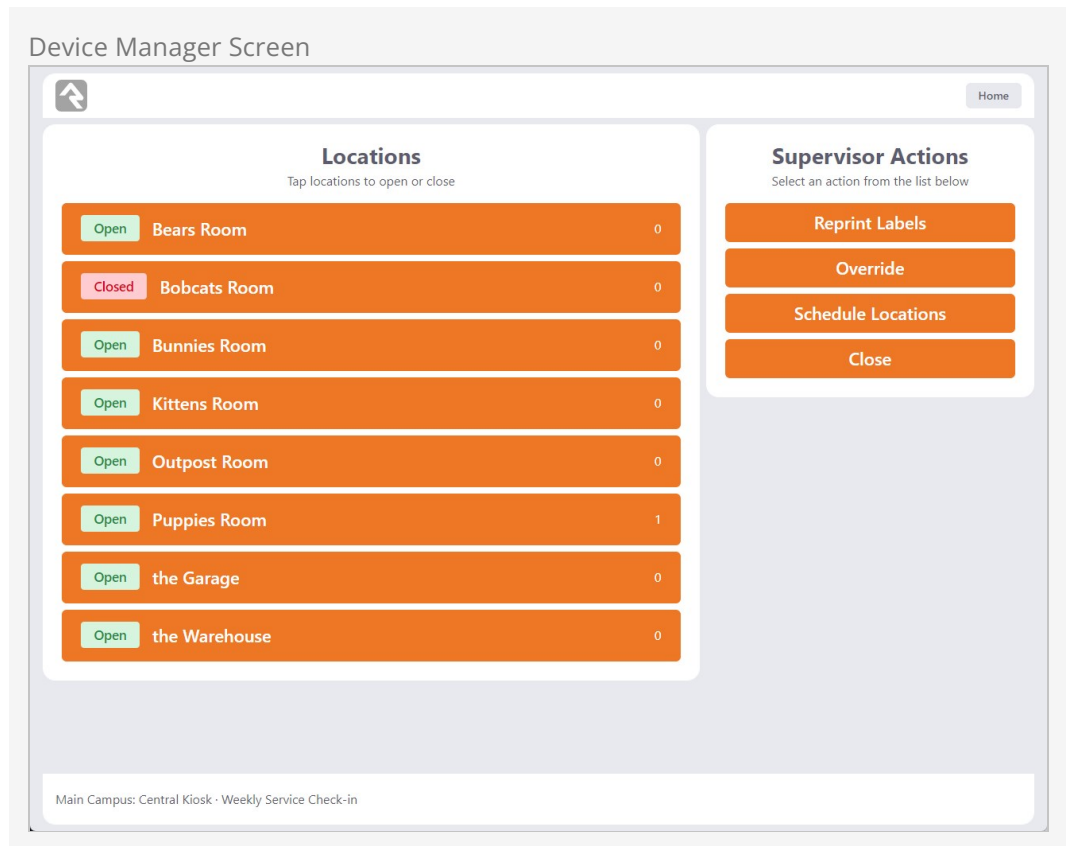 Device Manager Screen
Home
Locations
Tap locations to open or close
Open Bears Room 0
Closed Bobcats Room 0
Open Bunnies Room 0
Open Kittens Room 0
Open Outpost Room 0
Open Puppies Room 1
Open the Garage 0
Open the Warehouse 0
Supervisor Actions
Select an action from the list below
Reprint Labels
Override
Schedule Locations
Close
Main Campus: Central Kiosk · Weekly Service Check-in